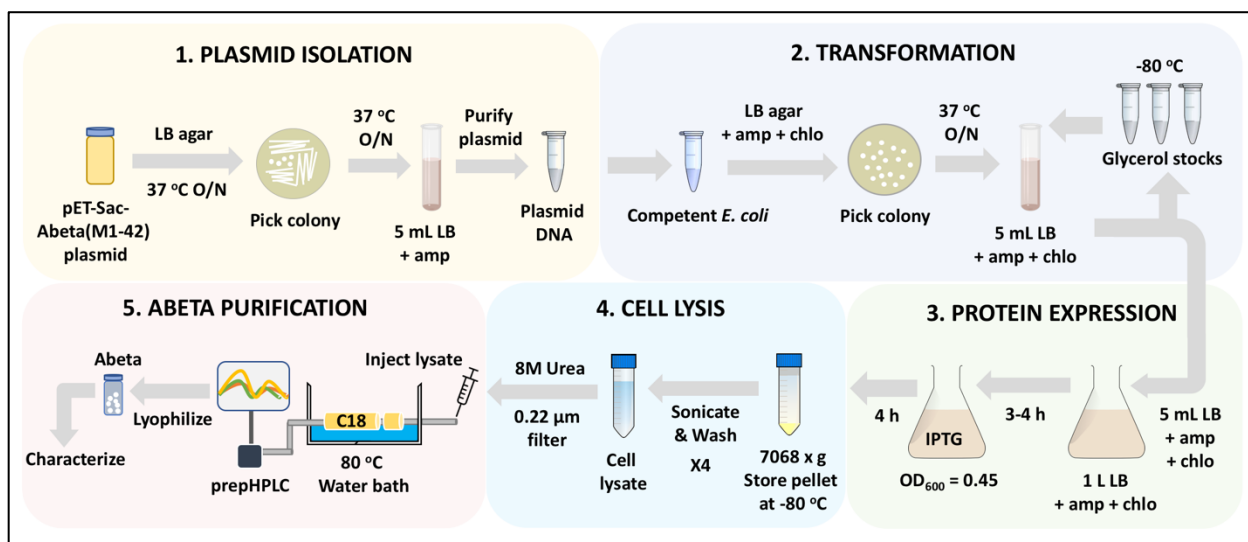 1. PLASMID ISOLATION
LB agar
37 °C O/N
pET-Sac-
Abeta(M1-42)
plasmid
Pick colony
37 °C
O/N
5 mL LB
+ amp
Purify
plasmid
Plasmid
DNA
2. TRANSFORMATION
Competent E. coli
LB agar
+ amp + chlo
Pick colony
37 °C
O/N
5 mL LB
+ amp + chlo
-80 °C
Glycerol stocks
3. PROTEIN EXPRESSION
5 mL LB
+ amp
+ chlo
1 L LB
+ amp + chlo
3-4 h
IPTG
OD600 = 0.45
4 h
4. CELL LYSIS
7068 x g
Store pellet
at -80 °C
Sonicate
& Wash
X4
Cell
lysate
8M Urea
0.22 µm
filter
5. ABETA PURIFICATION
Inject lysate
C18
80 °C
Water bath
prepHPLC
Lyophilize
Abeta
Characterize